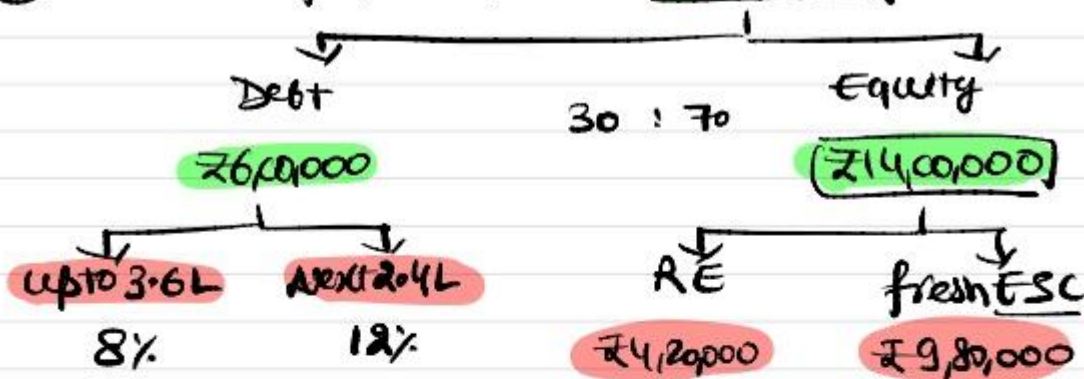 Debt Equity
30 : 70
₹6,00,000 ₹14,00,000
upto 3.6L Next 2.4L RE fresh ESC
8% 12% ₹4,20,000 ₹9,80,000